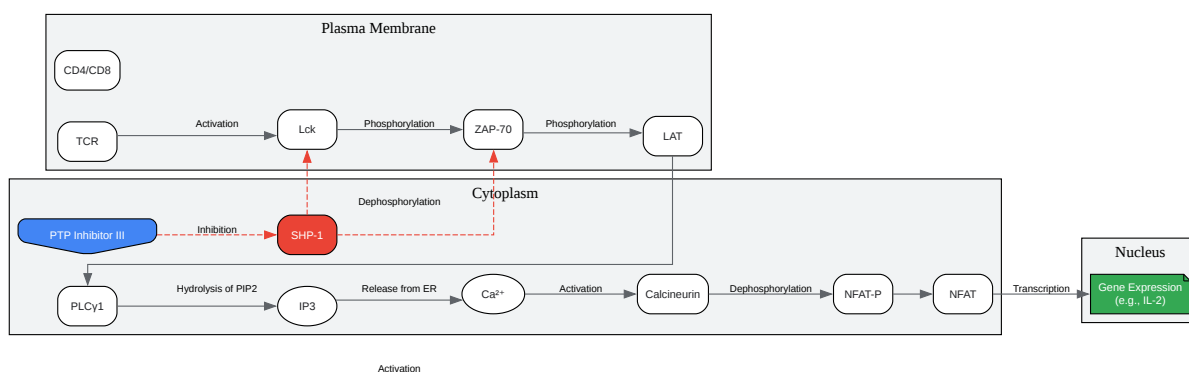 Plasma Membrane
CD4/CD8
TCR
Activation
Lck
Phosphorylation
ZAP-70
Phosphorylation
LAT
Cytoplasm
Dephosphorylation
PTP Inhibitor III
Inhibition
SHP-1
PLCγ1
Hydrolysis of PIP2
IP3
Release from ER
Ca²⁺
Activation
Calcineurin
Dephosphorylation
NFAT-P
NFAT
Transcription
Nucleus
Gene Expression
(e.g., IL-2)
Activation